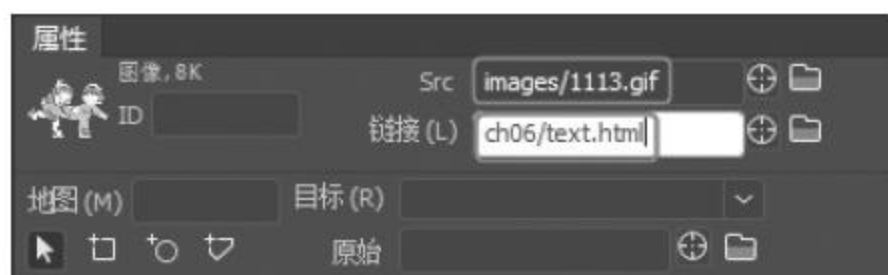 属性
图像,8K
Src images/1113.gif
ID
链接(L) ch06/text.html
地图(M) 目标(R)
原始